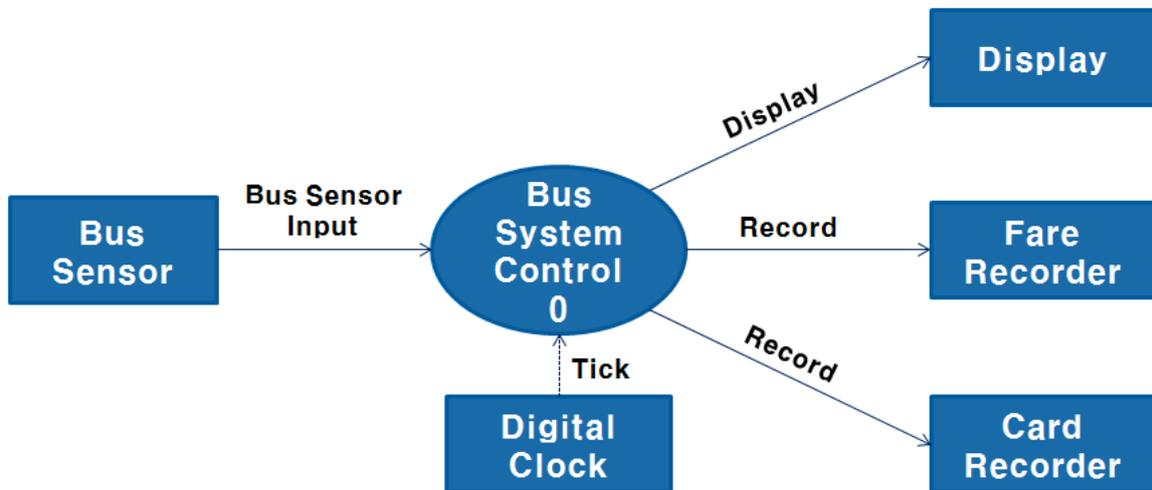 Display
Display
Bus Sensor
Input
Bus
Sensor
Bus
System
Control
0
Record
Fare
Recorder
Tick
Record
Digital
Clock
Card
Recorder